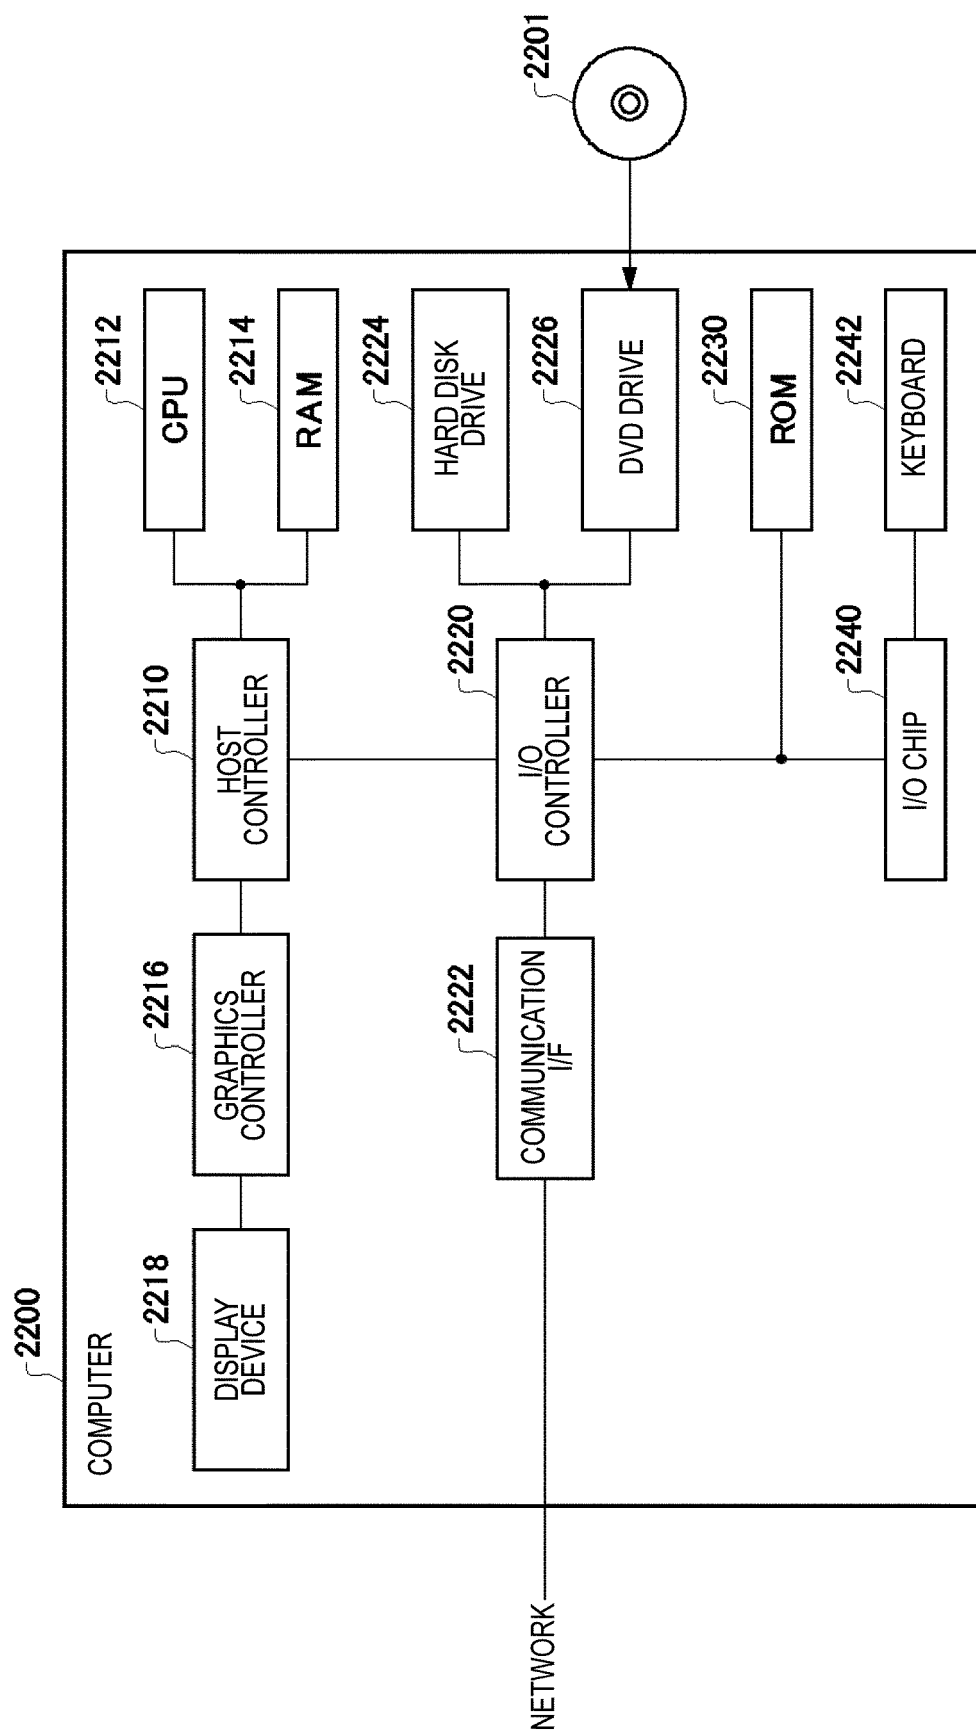 2200
COMPUTER
2218
DISPLAY
DEVICE
2216
GRAPHICS
CONTROLLER
2210
HOST
CONTROLLER
2212
CPU
2214
RAM
NETWORK
2222
COMMUNICATION
I/F
2220
I/O
CONTROLLER
2224
HARD DISK
DRIVE
2226
DVD DRIVE
2201
2230
ROM
2240
I/O CHIP
2242
KEYBOARD